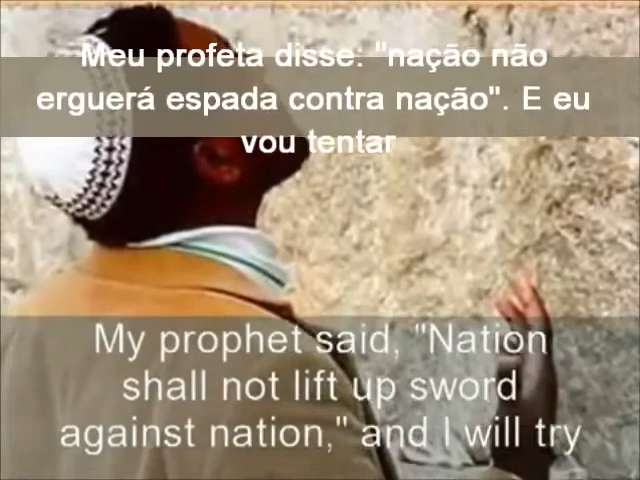 Meu profeta disse: "nação não
erguerá espada contra nação". E eu
vou tentar
My prophet said, "Nation
shall not lift up sword
against nation," and I will try